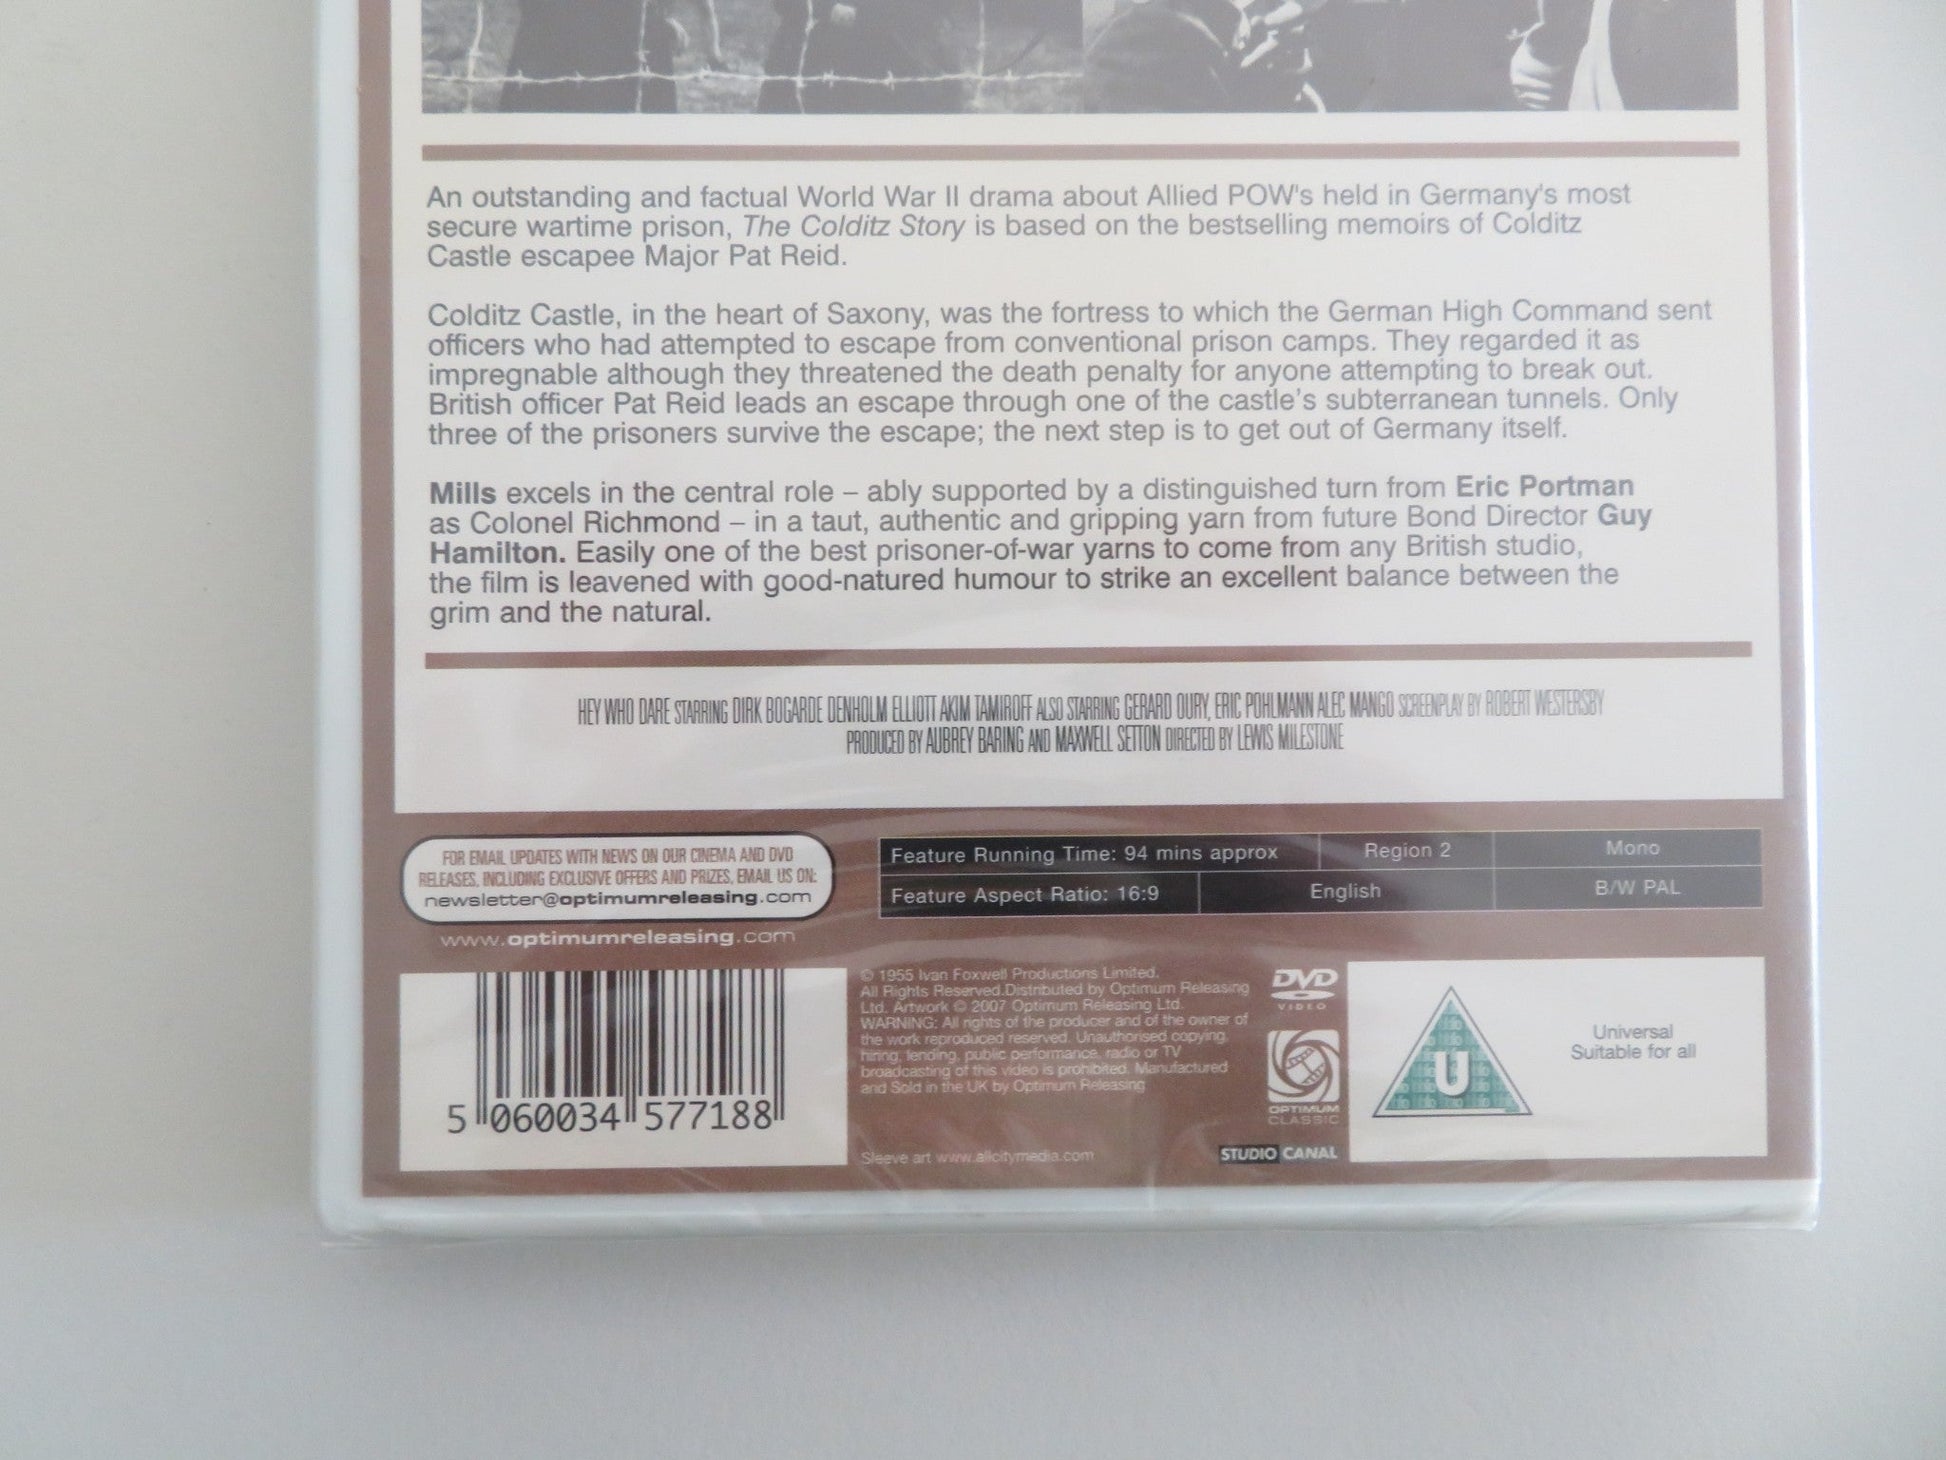 An outstanding and factual World War II drama about Allied POW's held in Germany's most
secure wartime prison, The Colditz Story is based on the bestselling memoirs of Colditz
Castle escapee Major Pat Reid.
Colditz Castle, in the heart of Saxony, was the fortress to which the German High Command sent
officers who had attempted to escape from conventional prison camps. They regarded it as
impregnable although they threatened the death penalty for anyone attempting to break out.
British officer Pat Reid leads an escape through one of the castle's subterranean tunnels. Only
three of the prisoners survive the escape; the next step is to get out of Germany itself.
Mills excels in the central role – ably supported by a distinguished turn from Eric Portman
as Colonel Richmond – in a taut, authentic and gripping yarn from future Bond Director Guy
Hamilton. Easily one of the best prisoner-of-war yarns to come from any British studio,
the film is leavened with good-natured humour to strike an excellent balance between the
grim and the natural.
HEY WHO DARE STARRING DIRK BOGARDE DENHOLM ELLIOTT AKIM TAMIROFF ALSO STARRING GERARD OURY, ERIC POHLMANN ALEC MANGO SCREENPLAY BY ROBERT WESTERSBY
PRODUCED BY AUBREY BARING AND MAXWELL SETTON DIRECTED BY LEWIS MILESTONE
FOR EMAIL UPDATES WITH NEWS ON OUR CINEMA AND DVD
RELEASES, INCLUDING EXCLUSIVE OFFERS AND PRIZES, EMAIL US ON:
newsletter@optimumreleasing.com
www.optimumreleasing.com
Feature Running Time: 94 mins approx
Region 2
Mono
Feature Aspect Ratio: 16:9
English
B/W PAL
5 060034 577188
© 1955 Ivan Foxwell Productions Limited.
All Rights Reserved.Distributed by Optimum Releasing
Ltd. Artwork © 2007 Optimum Releasing Ltd.
WARNING: All rights of the producer and of the owner of
the work reproduced reserved. Unauthorised copying,
hiring, lending, public performance, radio or TV
broadcasting of this video is prohibited. Manufactured
and Sold in the UK by Optimum Releasing
Sleeve art www.allcitymedia.com
DVD
VIDEO
OPTIMUM
CLASSIC
STUDIO CANAL
U
Universal
Suitable for all